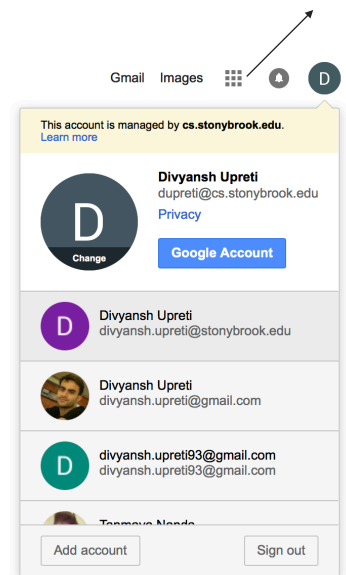 Gmail Images D
This account is managed by cs.stonybrook.edu.
Learn more
D
Change
Divyansh Upreti
dupreti@cs.stonybrook.edu
Privacy
Google Account
D
Divyansh Upreti
divyansh.upreti@stonybrook.edu
Divyansh Upreti
divyansh.upreti@gmail.com
D
divyansh.upreti93@gmail.com
divyansh.upreti93@gmail.com
Tanmaya Nanda
Add account Sign out